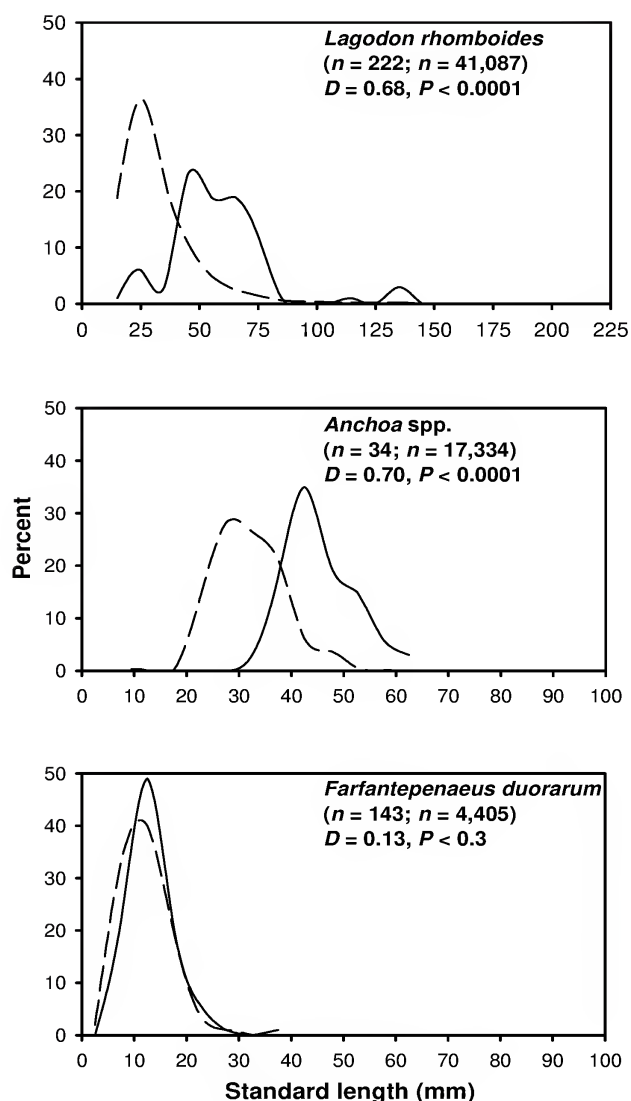 50
40
30
20
10
0
Lagodon rhomboides
(n = 222; n = 41,087)
D = 0.68, P < 0.0001
0 25 50 75 100 125 150 175 200 225
Percent
50
40
30
20
10
0
Anchoa spp.
(n = 34; n = 17,334)
D = 0.70, P < 0.0001
0 10 20 30 40 50 60 70 80 90 100
50
40
30
20
10
0
Farfantepenaeus duorarum
(n = 143; n = 4,405)
D = 0.13, P < 0.3
0 10 20 30 40 50 60 70 80 90 100
Standard length (mm)